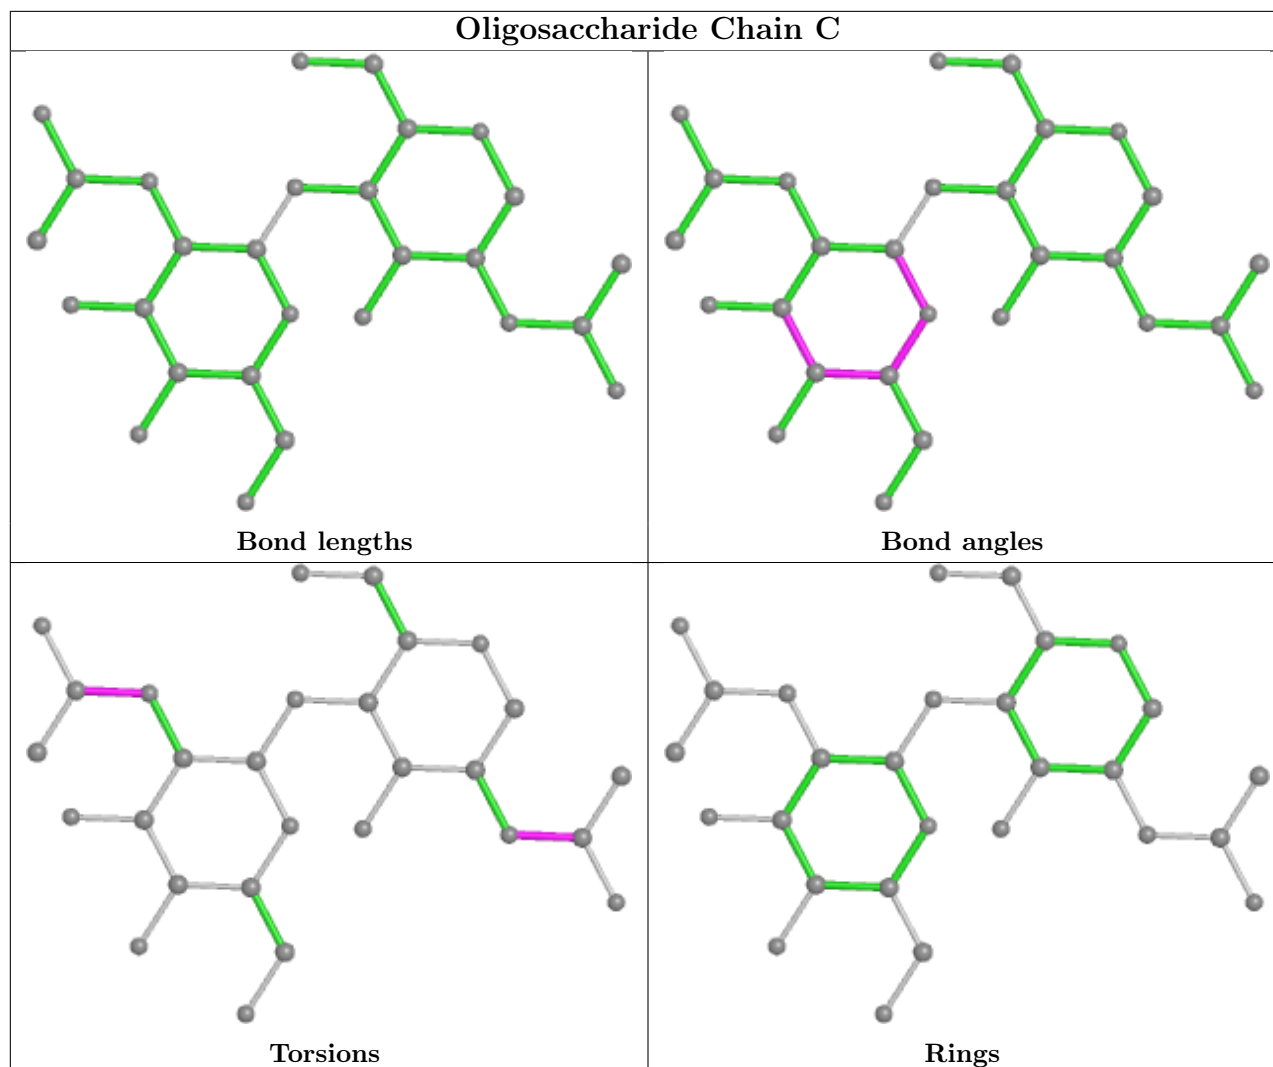 Oligosaccharide Chain C
Bond lengths
Bond angles
Torsions
Rings